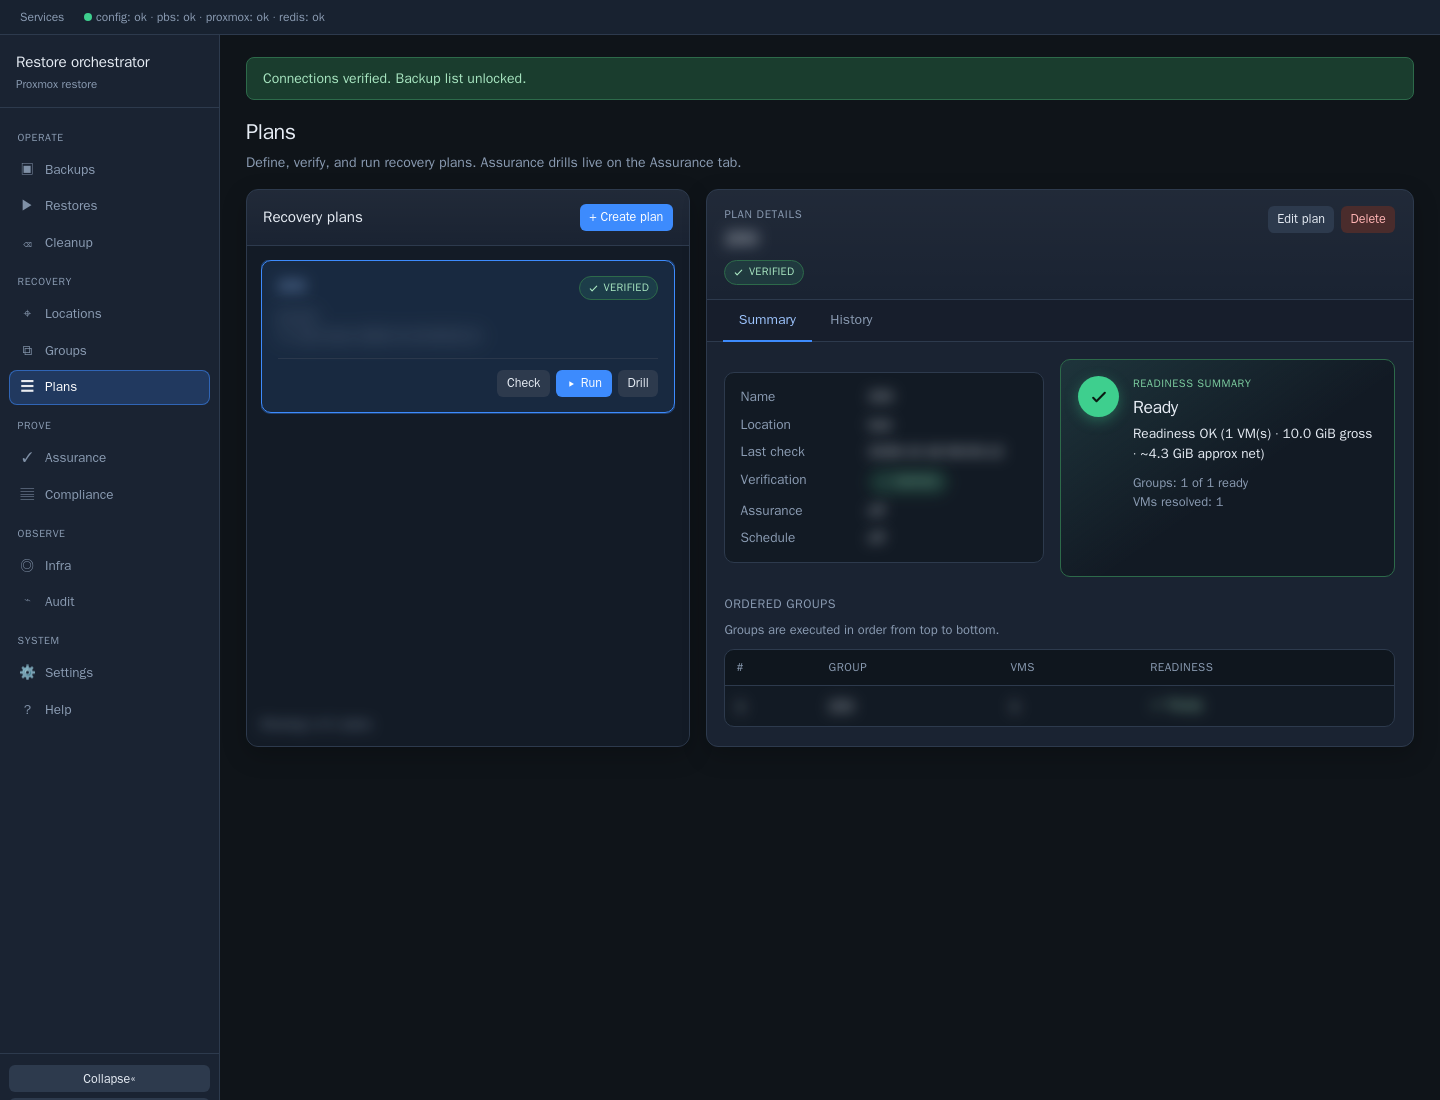 Services config: ok · pbs: ok · proxmox: ok · redis: ok
Restore orchestrator
Proxmox restore
OPERATE
Backups
Restores
Cleanup
RECOVERY
Locations
Groups
Plans
PROVE
Assurance
Compliance
OBSERVE
Infra
Audit
SYSTEM
Settings
? Help
Collapse«
Connections verified. Backup list unlocked.
Plans
Define, verify, and run recovery plans. Assurance drills live on the Assurance tab.
Recovery plans + Create plan
✓ VERIFIED
Check ▶ Run Drill
PLAN DETAILS
Edit plan Delete
✓ VERIFIED
Summary History
Name
Location
Last check
Verification
Assurance
Schedule
READINESS SUMMARY
Ready
Readiness OK (1 VM(s) · 10.0 GiB gross
· ~4.3 GiB approx net)
Groups: 1 of 1 ready
VMs resolved: 1
ORDERED GROUPS
Groups are executed in order from top to bottom.
# GROUP VMS READINESS